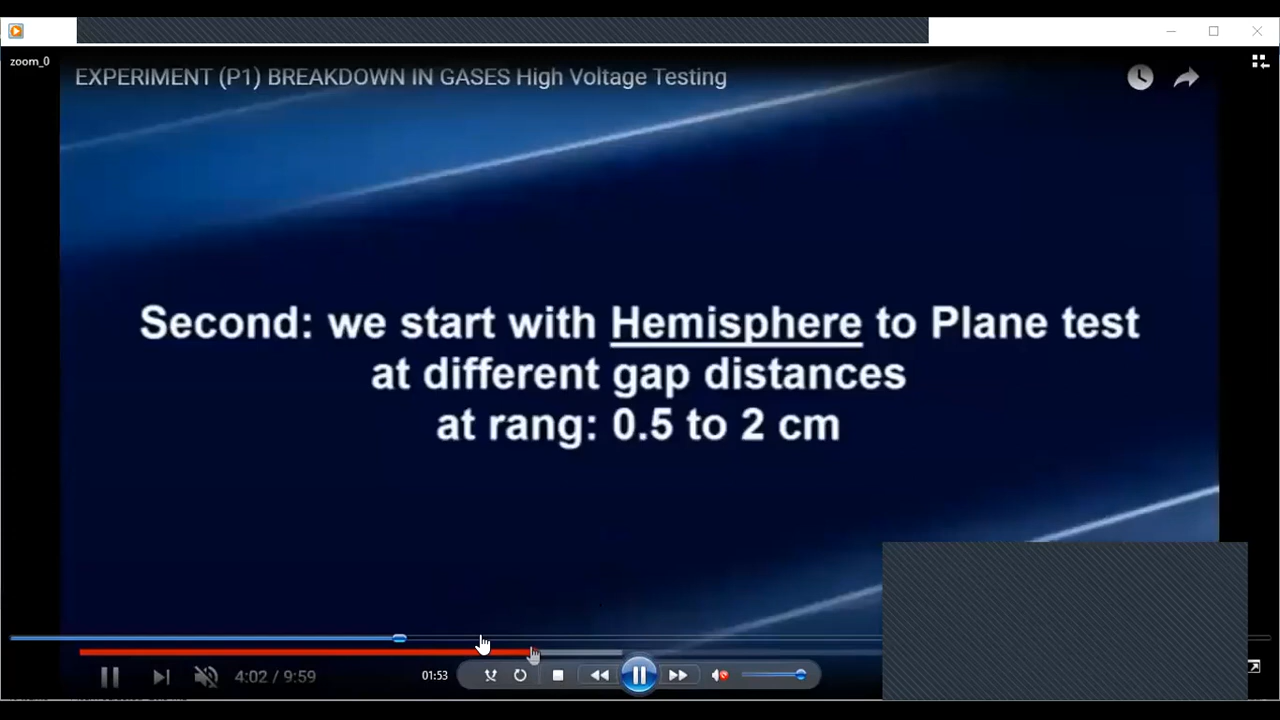 zoom_0
EXPERIMENT (P1) BREAKDOWN IN GASES High Voltage Testing
Second: we start with Hemisphere to Plane test
at different gap distances
at rang: 0.5 to 2 cm
4:02 / 9:59
01:53